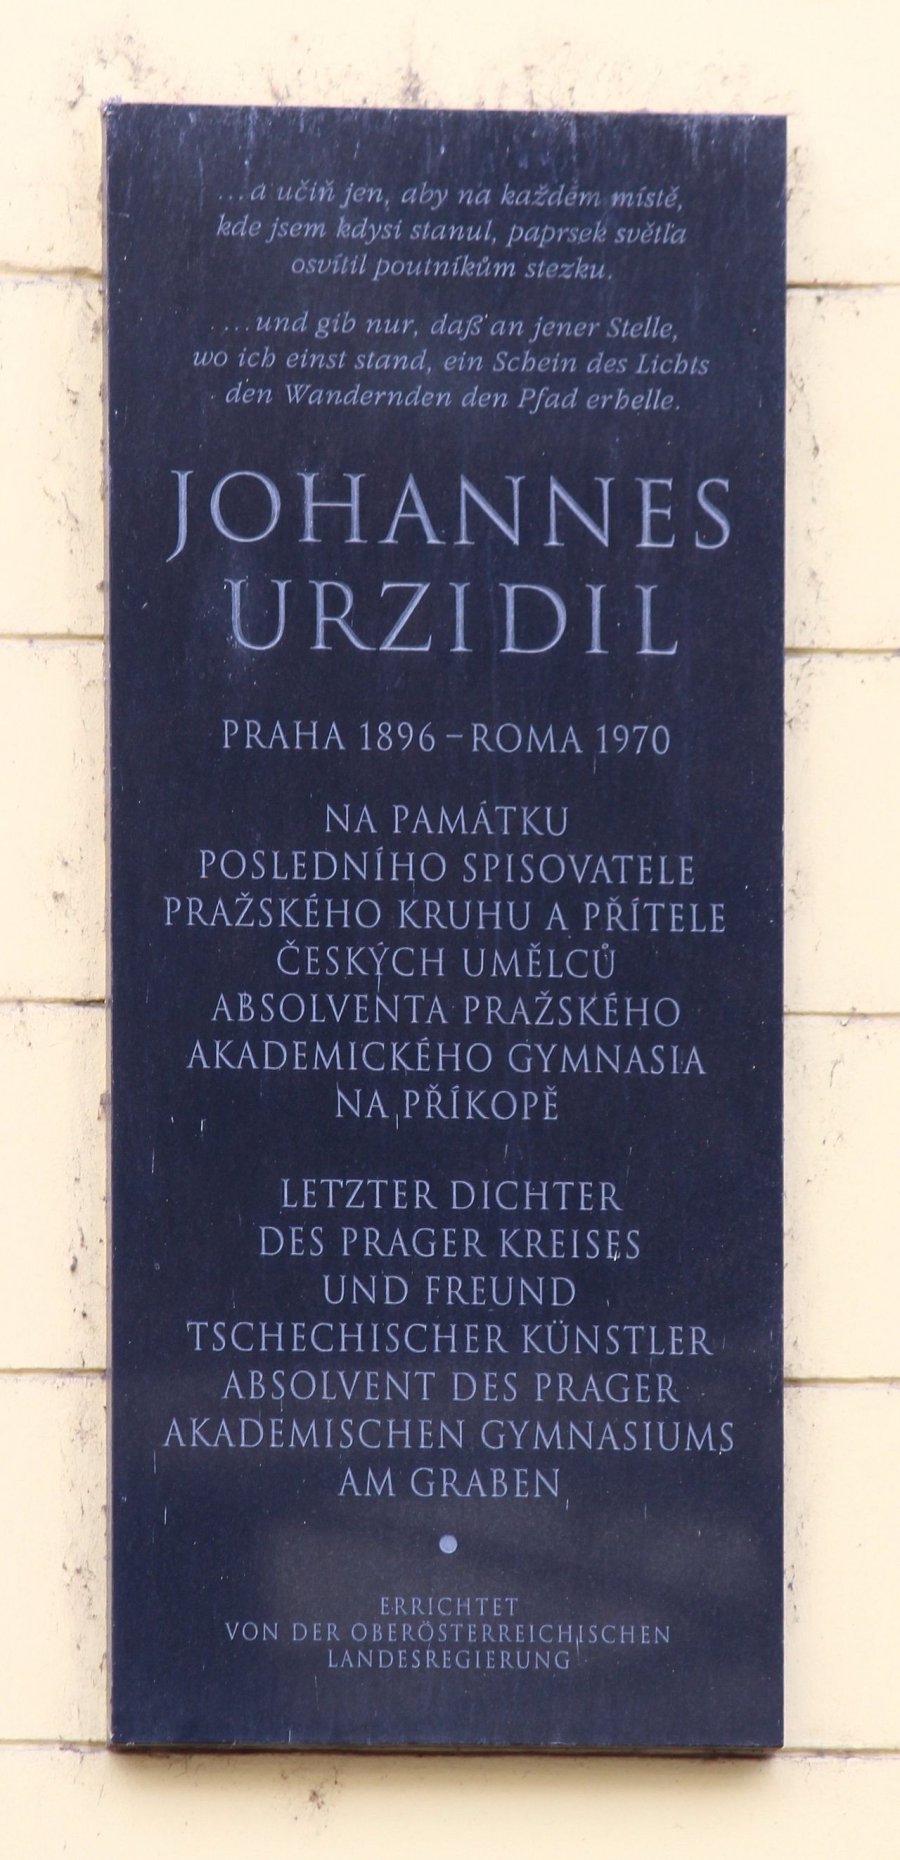 ...a učiň jen, aby na každém místě,
kde jsem kdysi stanul, paprsek světla
osvítil poutníkům stezku.
...und gib nur, daß an jener Stelle,
wo ich einst stand, ein Schein des Lichts
den Wandernden den Pfad erhelle.
JOHANNES
URZIDIL
PRAHA 1896 – ROMA 1970
NA PAMÁTKU
POSLEDNÍHO SPISOVATELE
PRAŽSKÉHO KRUHU A PŘÍTELE
ČESKÝCH UMĚLCŮ
ABSOLVENTA PRAŽSKÉHO
AKADEMICKÉHO GYMNASIA
NA PŘÍKOPĚ
LETZTER DICHTER
DES PRAGER KREISES
UND FREUND
TSCHECHISCHER KÜNSTLER
ABSOLVENT DES PRAGER
AKADEMISCHEN GYMNASIUMS
AM GRABEN
ERRICHTET
VON DER OBERÖSTERREICHISCHEN
LANDESREGIERUNG